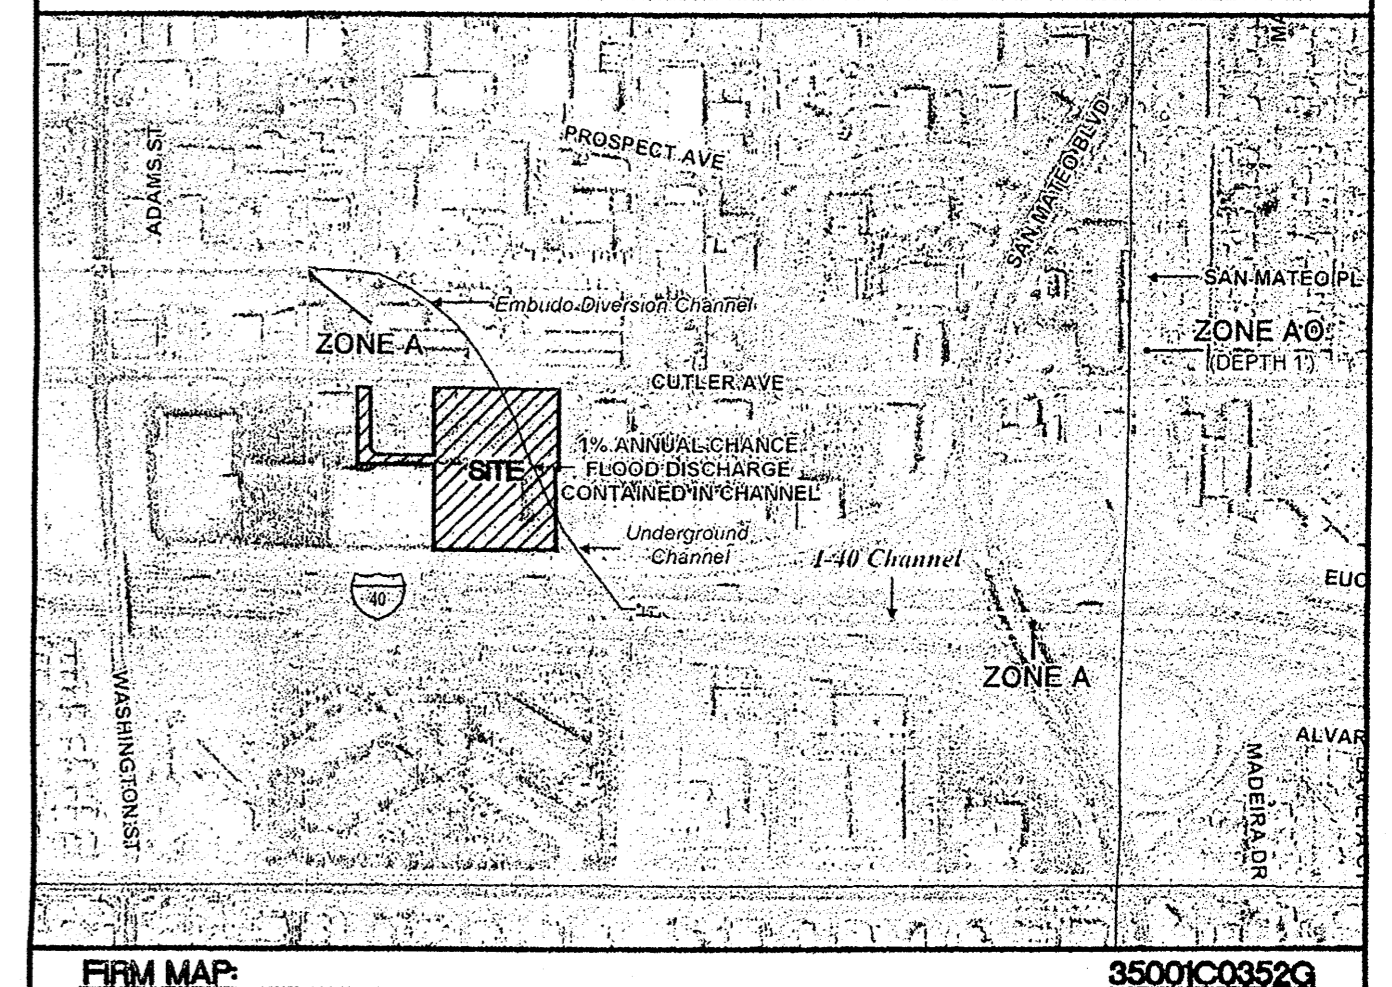 ADAMS ST
PROSPECT AVE
SAN MATEO BLVD
SAN MATEO PL
Embudo Diversion Channel
ZONE A
ZONE AO
(DEPTH 1')
CUTLER AVE
1% ANNUAL CHANCE
FLOOD DISCHARGE
CONTAINED IN CHANNEL
SITE
Underground
Channel
I-40 Channel
40
EUC
ZONE A
WASHINGTON ST
ALVAR
MADEIRA DR
FIRM MAP:
35001C0352G